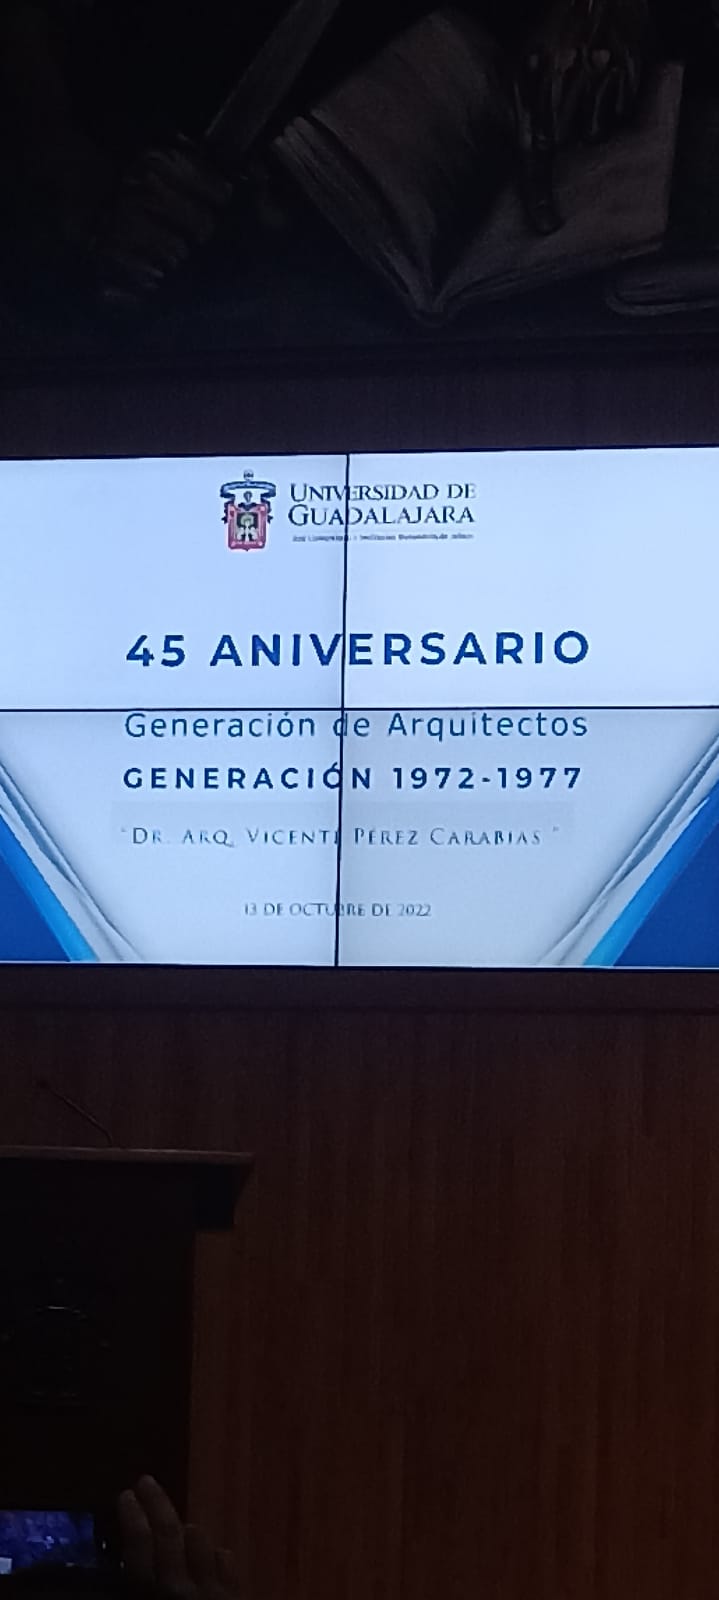 UNIVERSIDAD DE
GUADALAJARA
45 ANIVERSARIO
Generación de Arquitectos
GENERACIÓN 1972-1977
"DR. ARQ. VICENTE PÉREZ CARABIAS"
13 DE OCTUBRE DE 2022